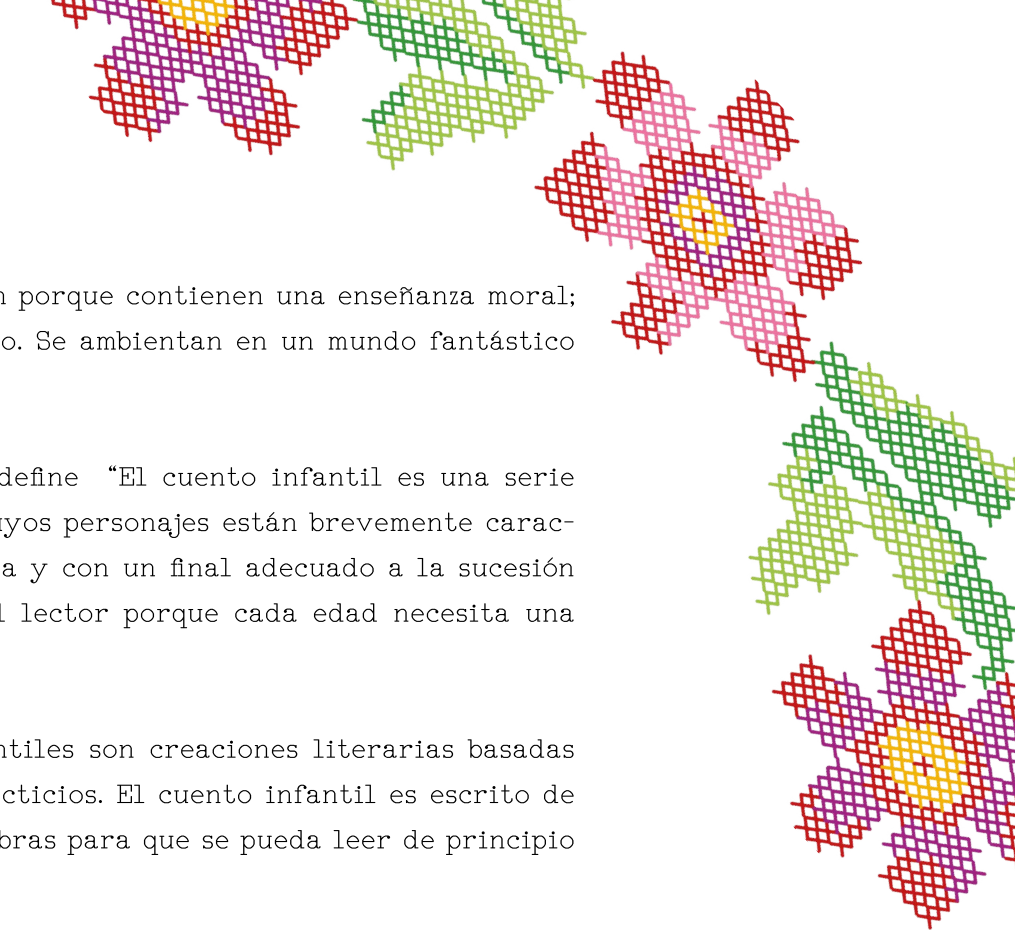 porque contienen una enseñanza moral;
o. Se ambientan en un mundo fantástico
define “El cuento infantil es una serie
uyos personajes están brevemente carac-
a y con un final adecuado a la sucesión
l lector porque cada edad necesita una
ntiles son creaciones literarias basadas
cticios. El cuento infantil es escrito de
bras para que se pueda leer de principio